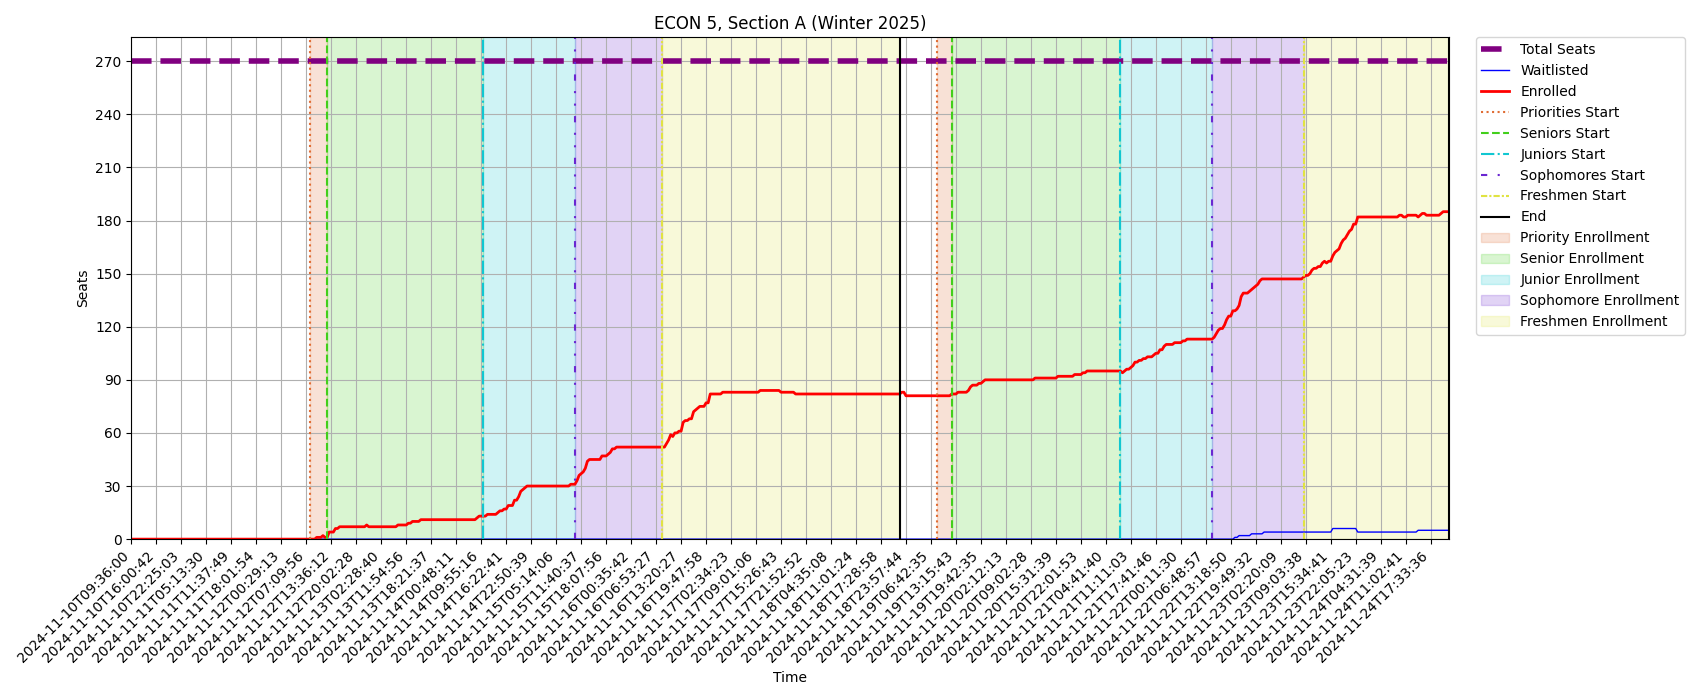 ECON 5, Section A (Winter 2025)
Seats
270
240
210
180
150
120
90
60
30
0
2024-11-10T09:36:00
2024-11-10T16:00:42
2024-11-10T22:25:03
2024-11-11T05:13:30
2024-11-11T11:37:49
2024-11-11T18:01:54
2024-11-12T00:29:13
2024-11-12T07:09:56
2024-11-12T13:36:12
2024-11-12T20:02:28
2024-11-13T03:28:40
2024-11-13T11:54:56
2024-11-13T18:21:37
2024-11-14T00:48:11
2024-11-14T09:55:16
2024-11-14T16:22:41
2024-11-14T22:50:39
2024-11-15T05:14:06
2024-11-15T11:40:37
2024-11-15T18:07:56
2024-11-16T00:35:42
2024-11-16T06:53:27
2024-11-16T13:20:27
2024-11-16T19:47:58
2024-11-17T02:34:23
2024-11-17T09:01:06
2024-11-17T15:26:43
2024-11-17T21:52:52
2024-11-18T04:35:08
2024-11-18T11:01:24
2024-11-18T17:28:58
2024-11-18T23:57:44
2024-11-19T06:42:35
2024-11-19T13:15:43
2024-11-19T19:42:35
2024-11-20T02:12:13
2024-11-20T09:02:28
2024-11-20T15:31:39
2024-11-20T22:01:53
2024-11-21T04:41:40
2024-11-21T11:11:03
2024-11-21T17:41:46
2024-11-22T00:11:30
2024-11-22T06:48:57
2024-11-22T13:18:50
2024-11-22T19:49:32
2024-11-23T02:20:09
2024-11-23T09:03:38
2024-11-23T15:34:41
2024-11-23T22:05:23
2024-11-24T04:31:39
2024-11-24T11:02:41
2024-11-24T17:33:36
Time
Total Seats
Waitlisted
Enrolled
Priorities Start
Seniors Start
Juniors Start
Sophomores Start
Freshmen Start
End
Priority Enrollment
Senior Enrollment
Junior Enrollment
Sophomore Enrollment
Freshmen Enrollment